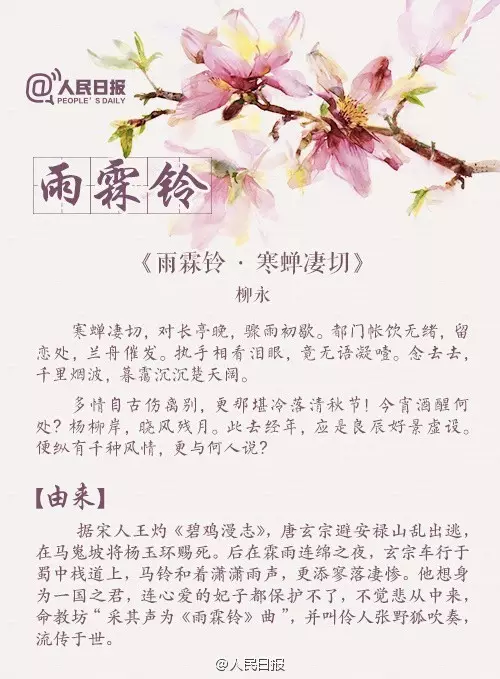 @人民日报
PEOPLE'S DAILY
雨霖铃
《雨霖铃·寒蝉凄切》
柳永
寒蝉凄切，对长亭晚，骤雨初歇。都门帐饮无绪，留
恋处，兰舟催发。执手相看泪眼，竟无语凝噎。念去去，
千里烟波，暮霭沉沉楚天阔。
多情自古伤离别，更那堪冷落清秋节！今宵酒醒何
处？杨柳岸，晓风残月。此去经年，应是良辰好景虚设。
便纵有千种风情，更与何人说？
【由来】
据宋人王灼《碧鸡漫志》，唐玄宗避安禄山乱出逃，
在马嵬坡将杨玉环赐死。后在霖雨连绵之夜，玄宗车行于
蜀中栈道上，马铃和着潇潇雨声，更添寥落凄惨。他想身
为一国之君，连心爱的妃子都保护不了，不觉悲从中来，
命教坊“采其声为《雨霖铃》曲”，并叫伶人张野狐吹奏，
流传于世。
@人民日报